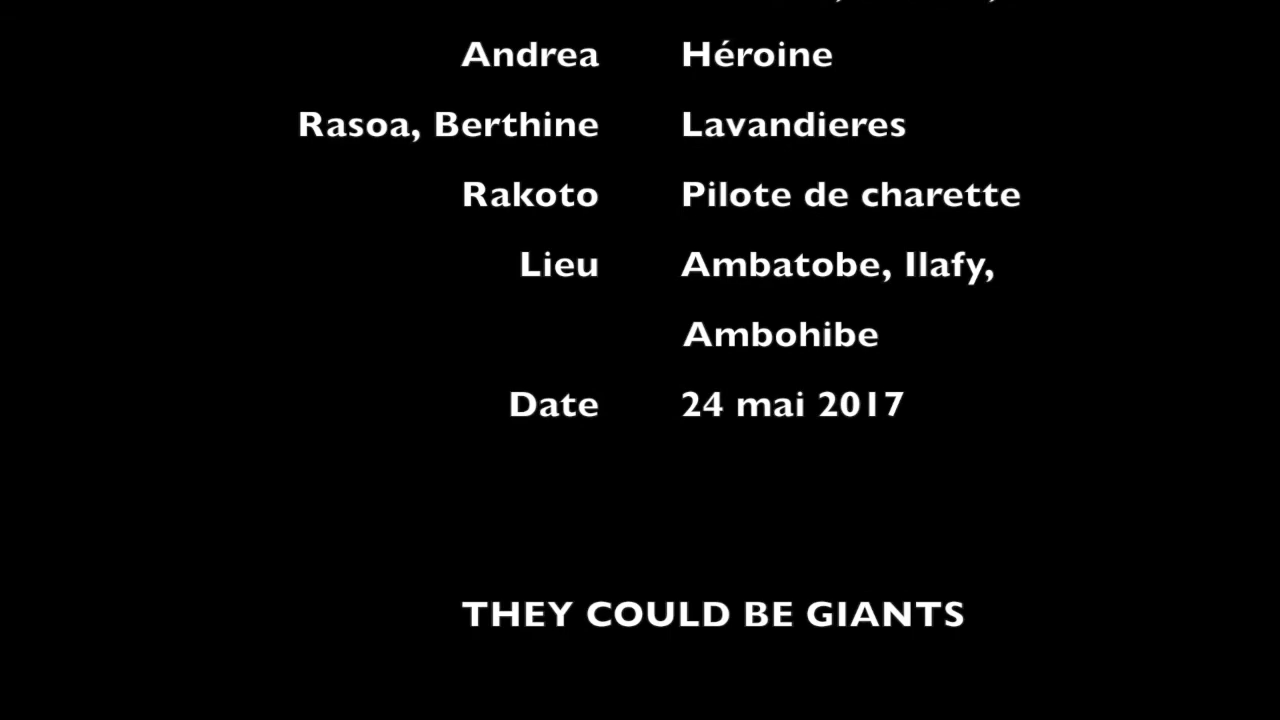 Andrea Héroine
Rasoa, Berthine Lavandieres
Rakoto Pilote de charette
Lieu Ambatobe, Ilafy,
Ambohibe
Date 24 mai 2017
THEY COULD BE GIANTS